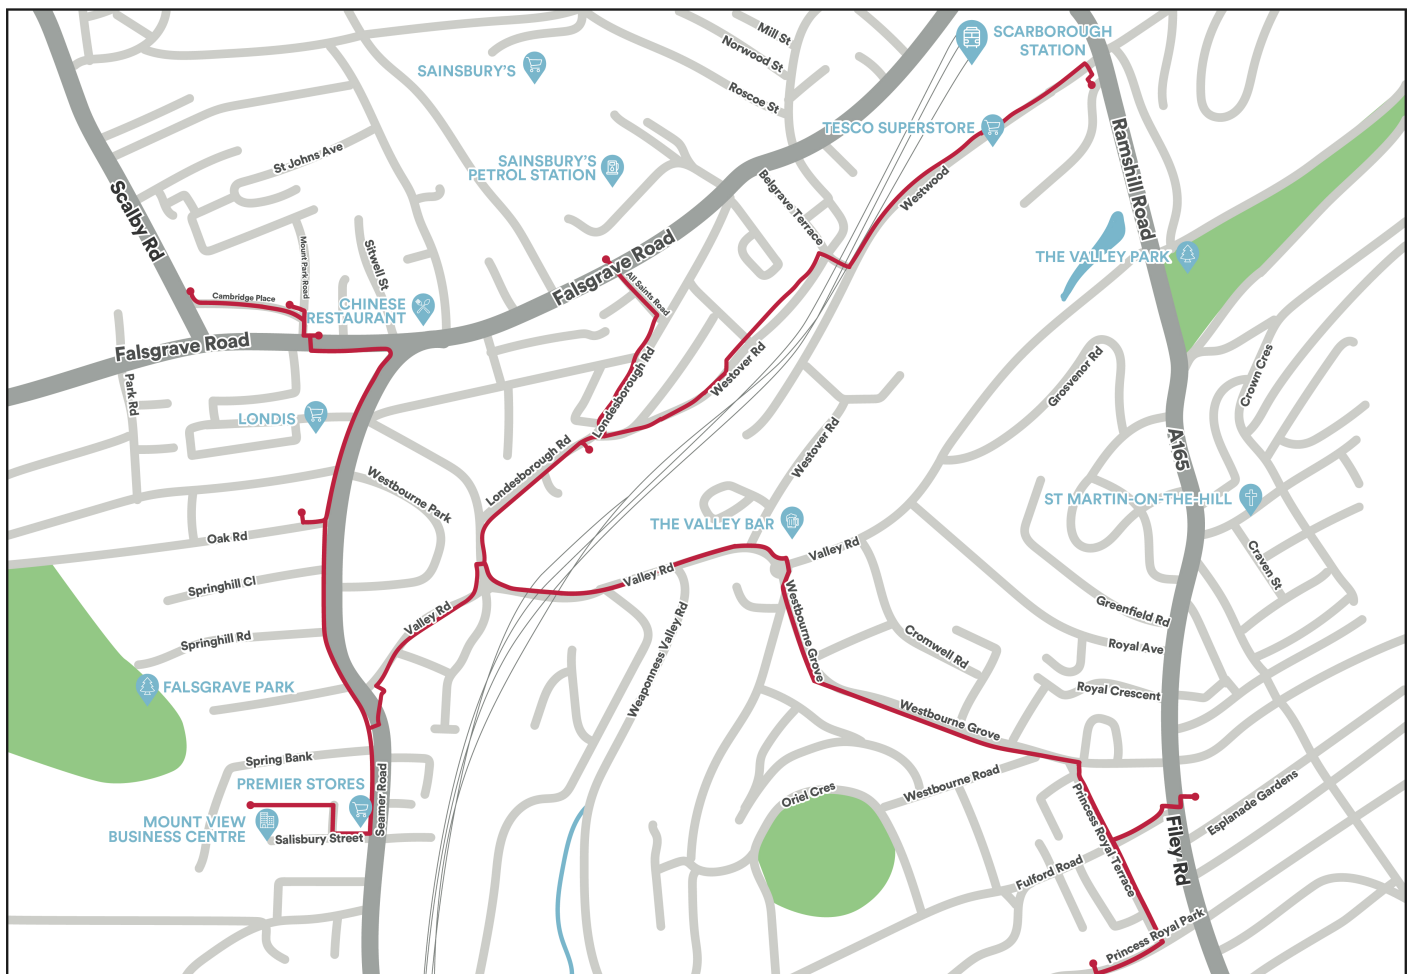 Mill St
Norwood St
Roscoe St
SCARBOROUGH
STATION
SAINSBURY'S
TESCO SUPERSTORE
SAINSBURY'S
PETROL STATION
St Johns Ave
Scalby Rd
Belgrave Terrace
Westwood
Ramshill Road
THE VALLEY PARK
Mount Park Road
Sitwell St
Falsgrave Road
All Saints Road
Cambridge Place
CHINESE
RESTAURANT
Falsgrave Road
Park Rd
LONDIS
Londesborough Rd
Westover Rd
Grosvenor Rd
Crown Cres
A165
Londesborough Rd
Westover Rd
Westbourne Park
ST MARTIN-ON-THE-HILL
THE VALLEY BAR
Oak Rd
Valley Rd
Craven St
Springhill Cl
Valley Rd
Valley Rd
Westbourne Grove
Weaponness Valley Rd
Greenfield Rd
Springhill Rd
Cromwell Rd
Royal Ave
FALSGRAVE PARK
Royal Crescent
Westbourne Grove
Spring Bank
PREMIER STORES
Seamer Road
Westbourne Road
Oriel Cres
Princess Royal Terrace
Esplanade Gardens
MOUNT VIEW
BUSINESS CENTRE
Salisbury Street
Filey Rd
Fulford Road
Princess Royal Park